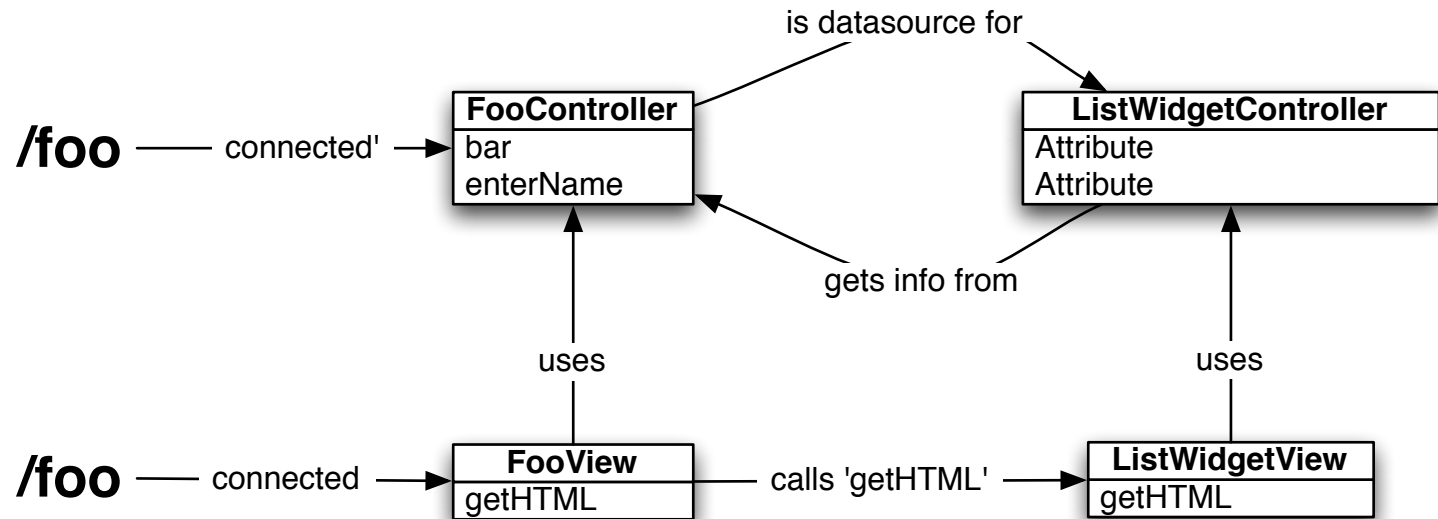 is datasource for
FooController
ListWidgetController
/foo
connected'
bar
enterName
Attribute
Attribute
gets info from
uses
uses
/foo
connected
FooView
getHTML
calls 'getHTML'
ListWidgetView
getHTML